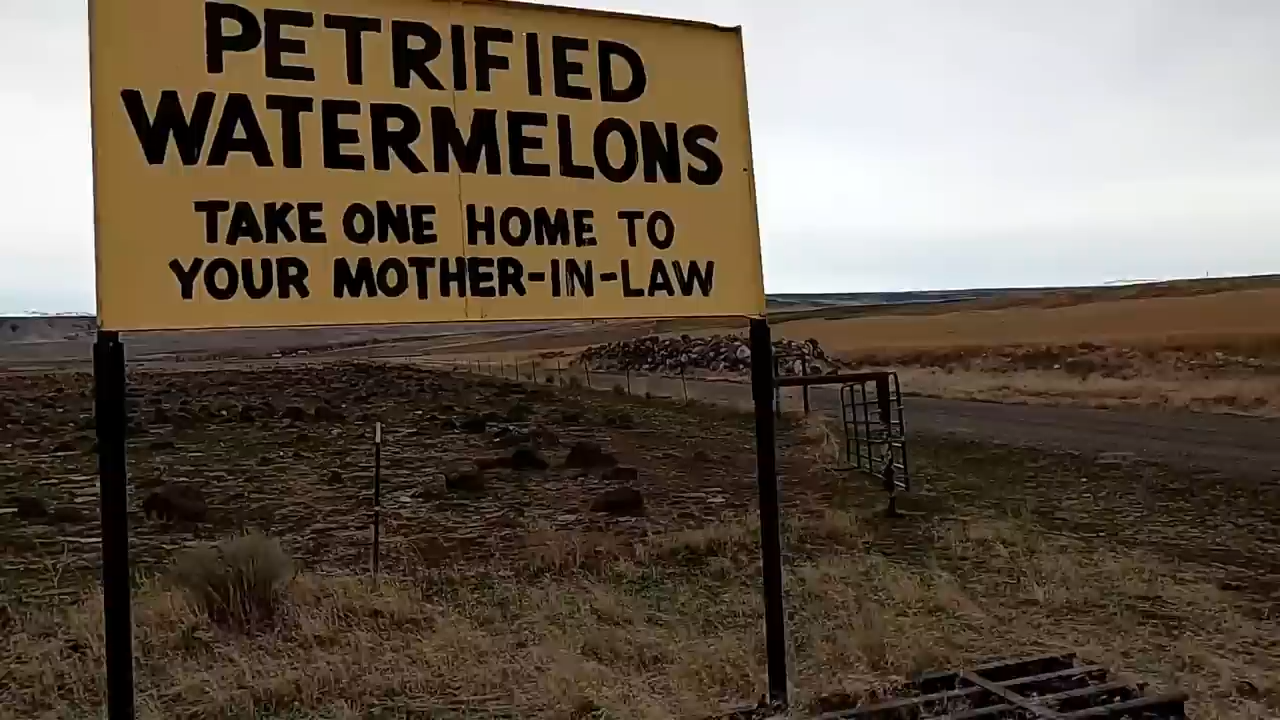 PETRIFIED
WATERMELONS
TAKE ONE HOME TO
YOUR MOTHER-IN-LAW